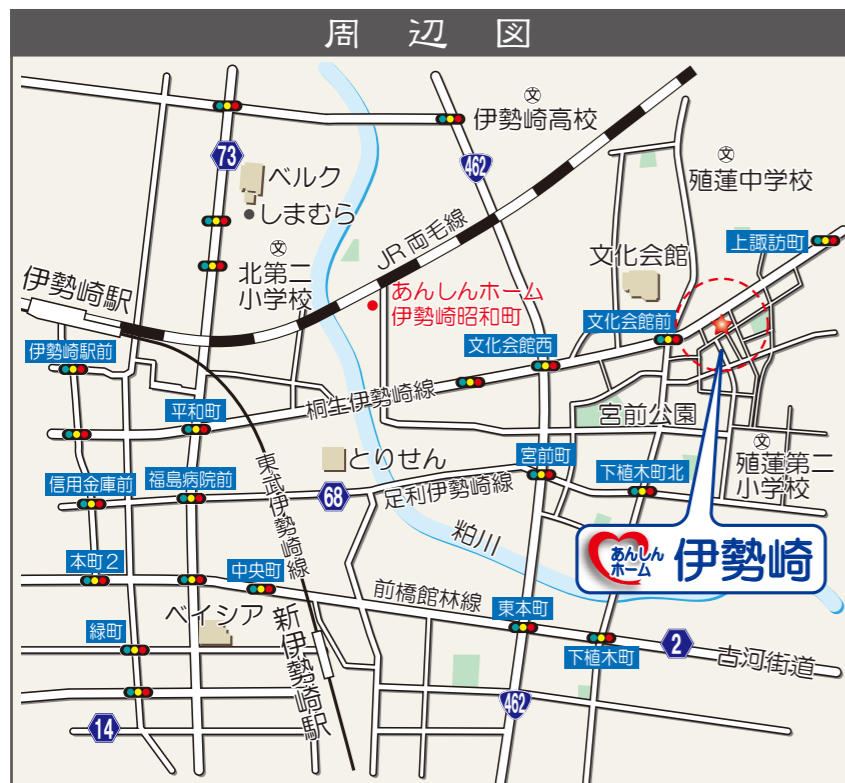 周辺図
伊勢崎高校
462
73
ベルク
しまむら
殖蓮中学校
上諏訪町
JR両毛線
文化会館
北第二
小学校
伊勢崎駅
あんしんホーム
伊勢崎昭和町
文化会館前
文化会館西
伊勢崎駅前
桐生伊勢崎線
平和町
宮前公園
とりせん
宮前町
殖蓮第二
小学校
下植木町北
信用金庫前
福島病院前
68
足利伊勢崎線
東武伊勢崎線
粕川
あんしん
ホーム
伊勢崎
本町2
中央町
前橋館林線
東本町
ベイシア
緑町
新伊勢崎駅
下植木町
2
古河街道
462
14
文
文
文
文